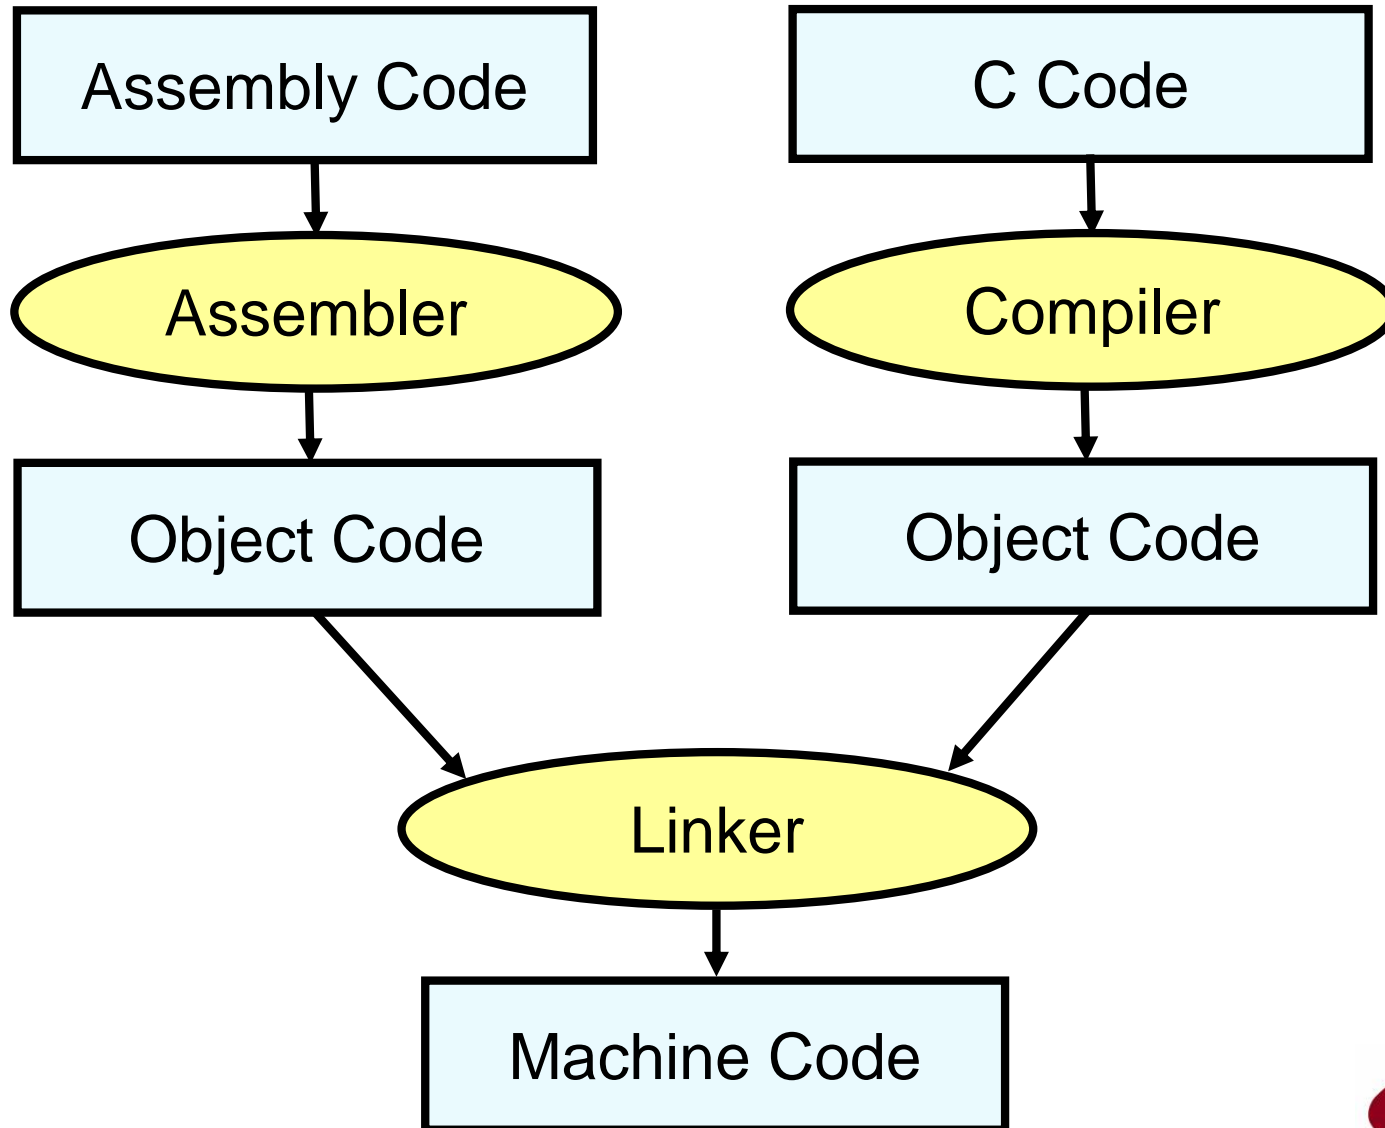 Assembly Code
C Code
Assembler
Compiler
Object Code
Object Code
Linker
Machine Code